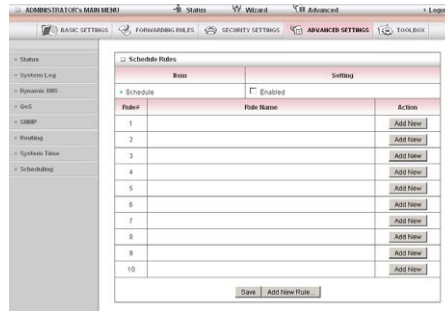 ADMINISTRATOR's MAIN MENU Status Wizard Advanced Logout
BASIC SETTINGS FORWARDING RULES SECURITY SETTINGS ADVANCED SETTINGS TOOLBOX
Status
System Log
Dynamic DNS
QoS
SNMP
Routing
System Time
Scheduling
Schedule Rules
Item Setting
Schedule Enabled
Rule# Rule Name Action
1 Add New
2 Add New
3 Add New
4 Add New
5 Add New
6 Add New
7 Add New
8 Add New
9 Add New
10 Add New
Save Add New Rule...